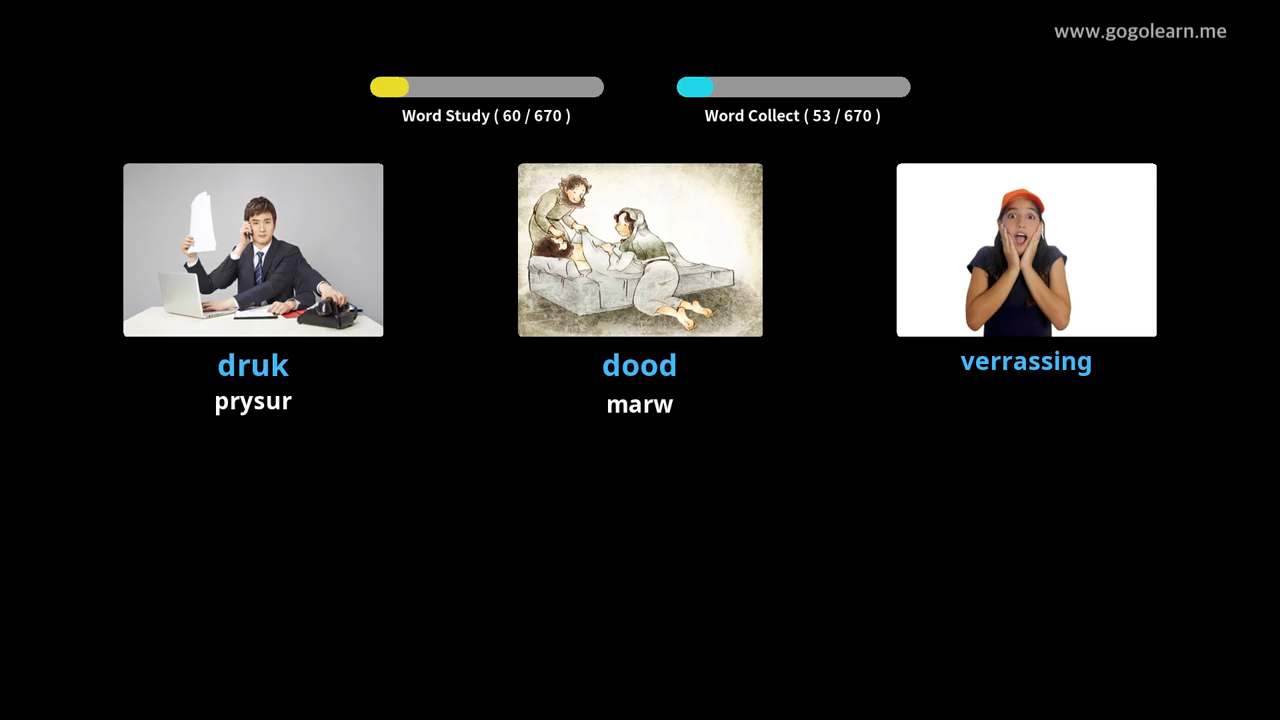 www.gogolearn.me
Word Study ( 60 / 670 )
Word Collect ( 53 / 670 )
druk
prysur
dood
marw
verrassing